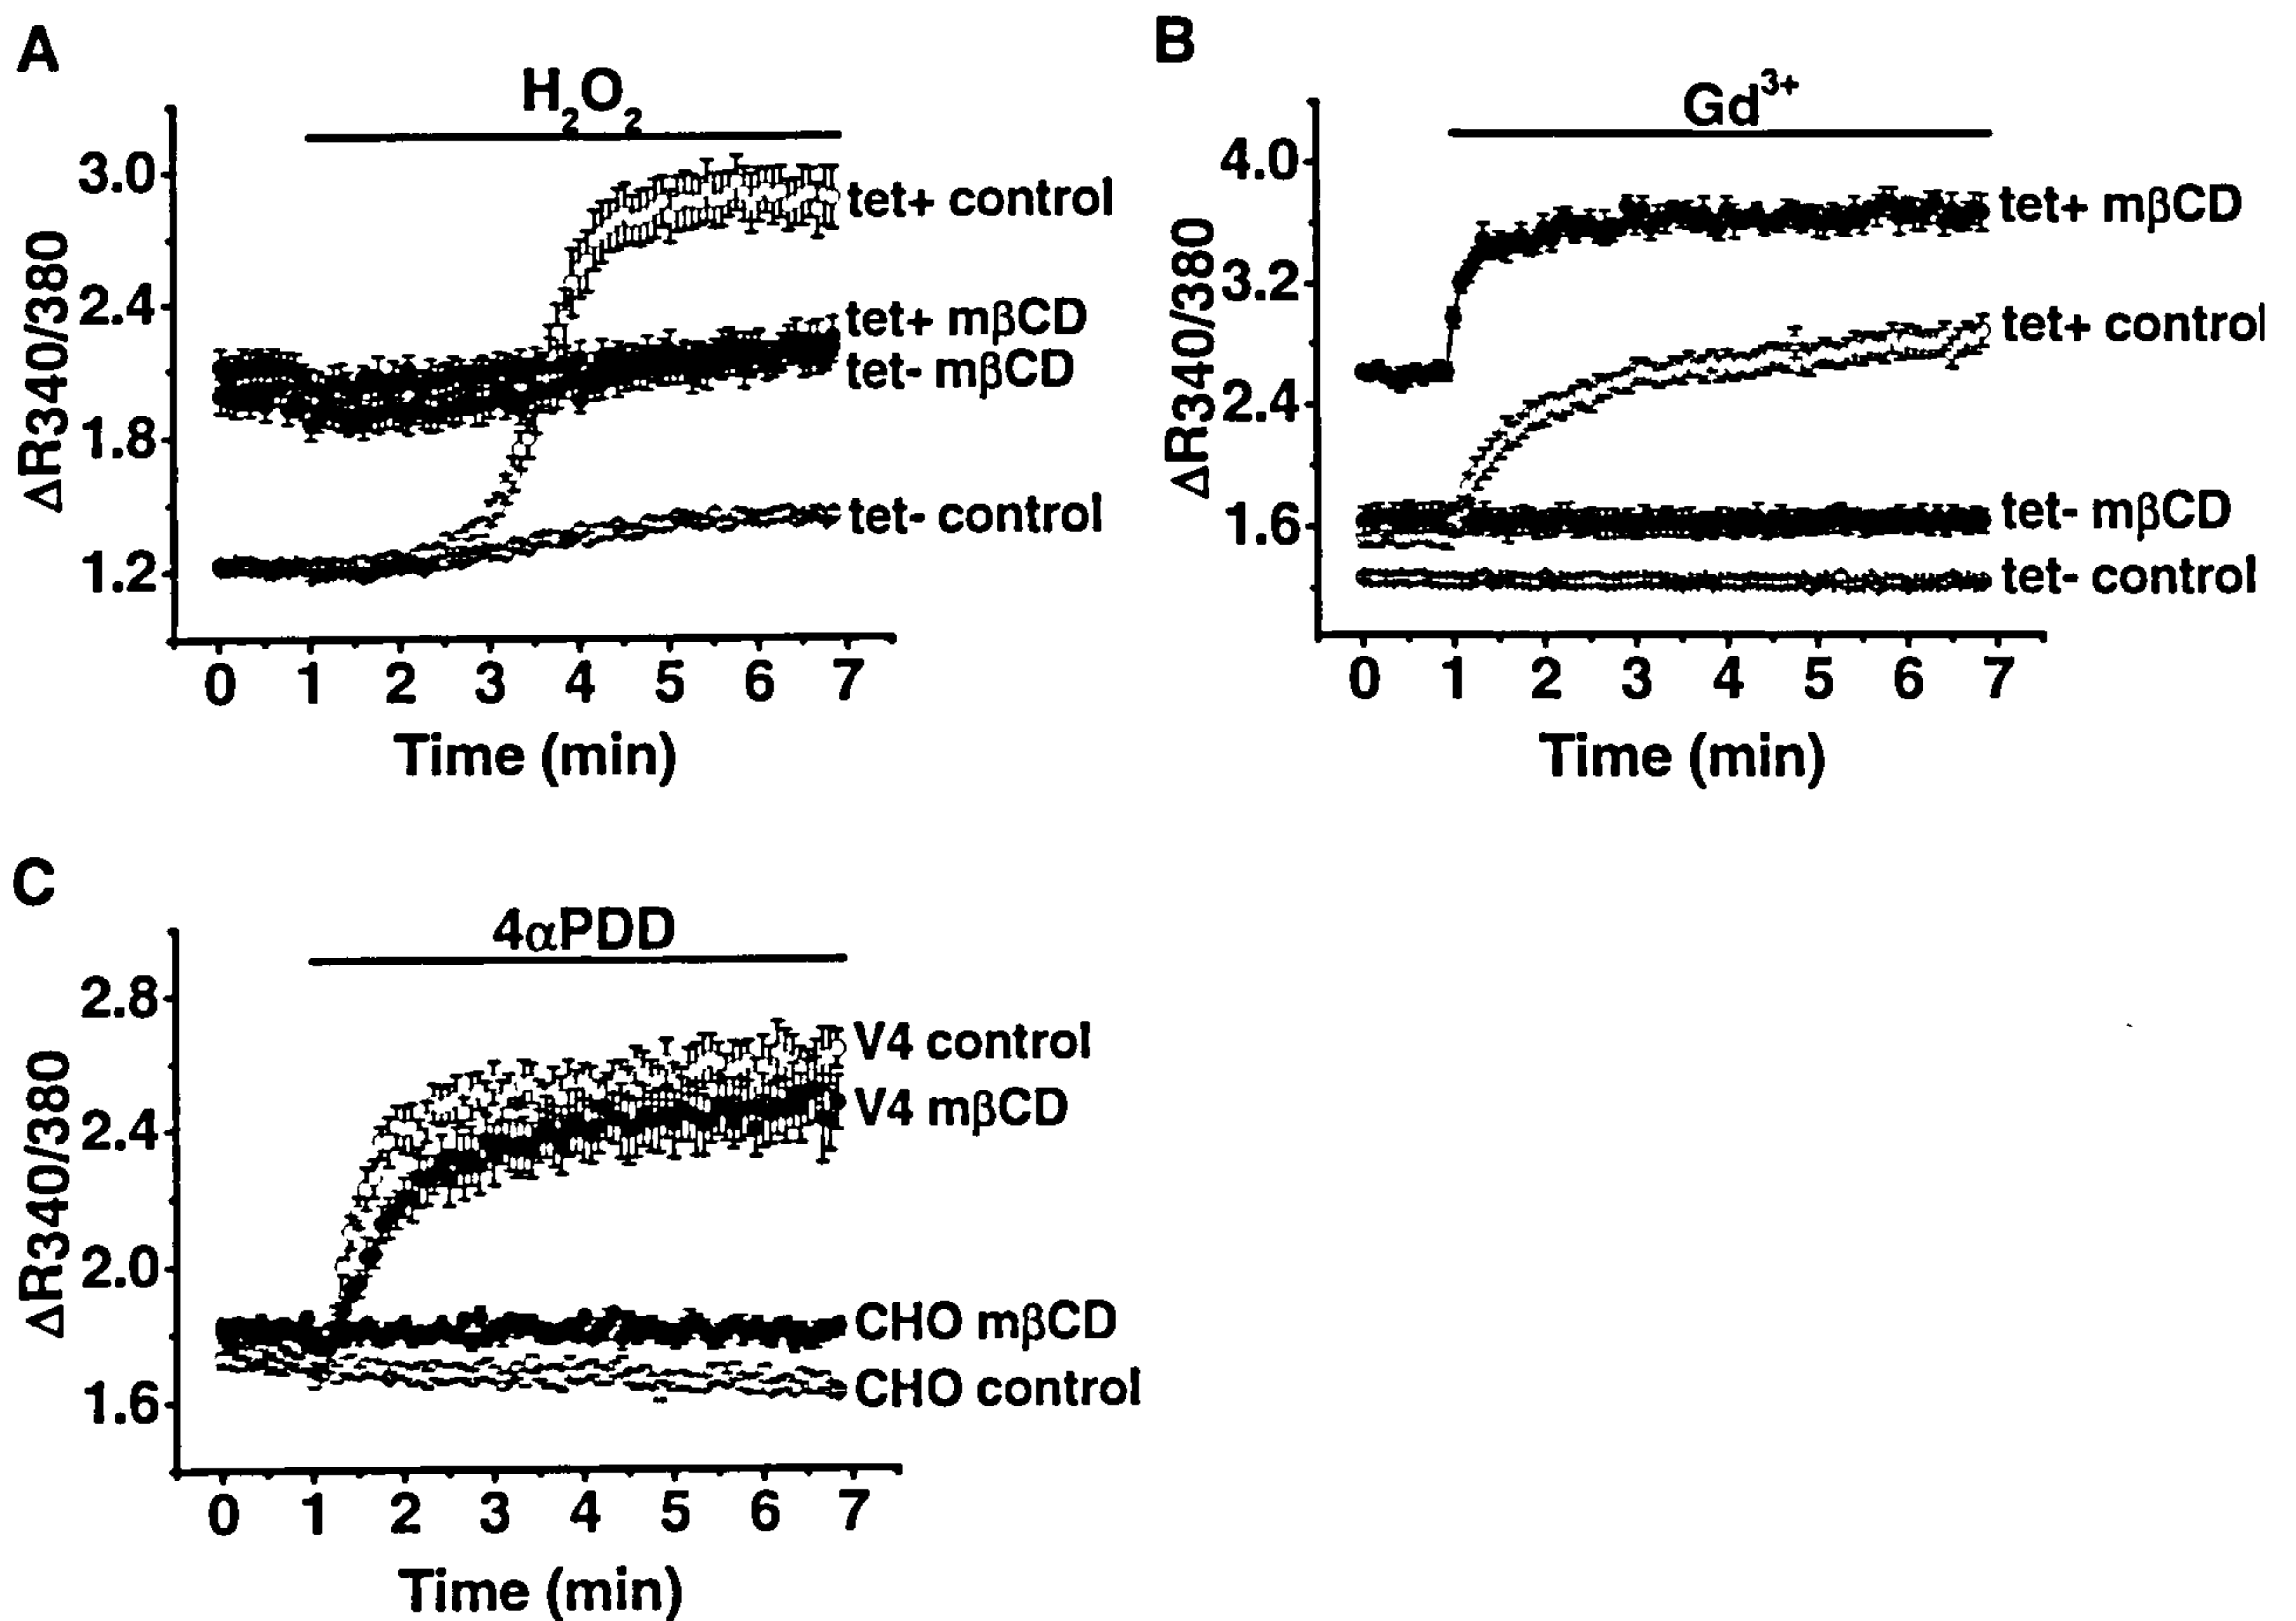 A
H2O2
3.0
2.4
1.8
1.2
ΔR340/380
tet+ control
tet+ mβCD
tet- mβCD
tet- control
0 1 2 3 4 5 6 7
Time (min)
B
Gd3+
4.0
3.2
2.4
1.6
ΔR340/380
tet+ mβCD
tet+ control
tet- mβCD
tet- control
0 1 2 3 4 5 6 7
Time (min)
C
4αPDD
2.8
2.4
2.0
1.6
ΔR340/380
V4 control
V4 mβCD
CHO mβCD
CHO control
0 1 2 3 4 5 6 7
Time (min)